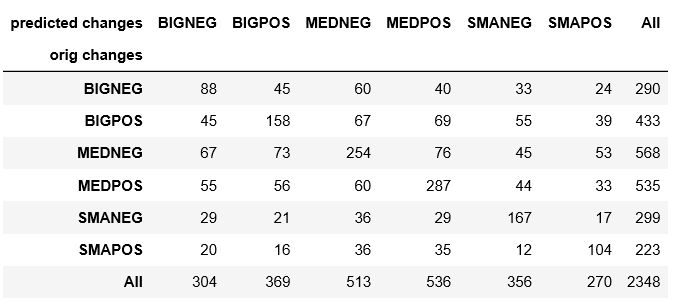 predicted changes BIGNEG BIGPOS MEDNEG MEDPOS SMANEG SMAPOS All
orig changes
BIGNEG 88 45 60 40 33 24 290
BIGPOS 45 158 67 69 55 39 433
MEDNEG 67 73 254 76 45 53 568
MEDPOS 55 56 60 287 44 33 535
SMANEG 29 21 36 29 167 17 299
SMAPOS 20 16 36 35 12 104 223
All 304 369 513 536 356 270 2348